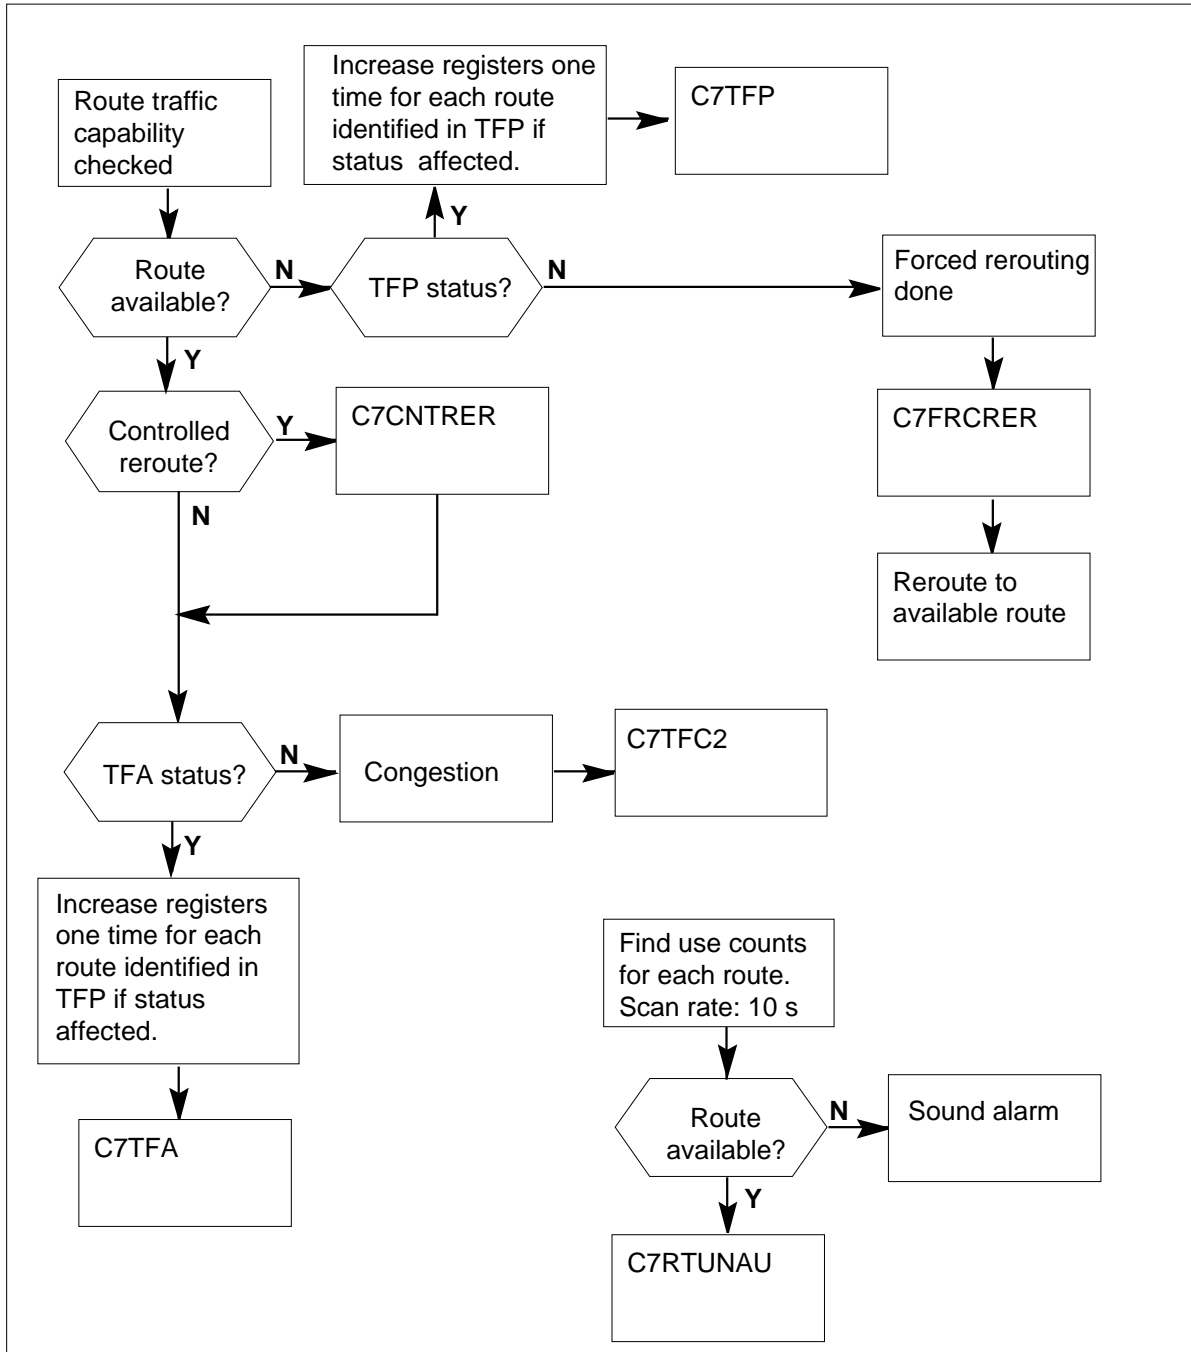 Route traffic
capability
checked
Increase registers one
time for each route
identified in TFP if
status affected.
C7TFP
Y
Route
available?
N
TFP status?
N
Forced rerouting
done
Y
Controlled
reroute?
Y
C7CNTRER
C7FRCRER
N
Reroute to
available route
TFA status?
N
Congestion
C7TFC2
Y
Increase registers
one time for each
route identified in
TFP if status
affected.
C7TFA
Find use counts
for each route.
Scan rate: 10 s
Route
available?
N
Sound alarm
Y
C7RTUNAU